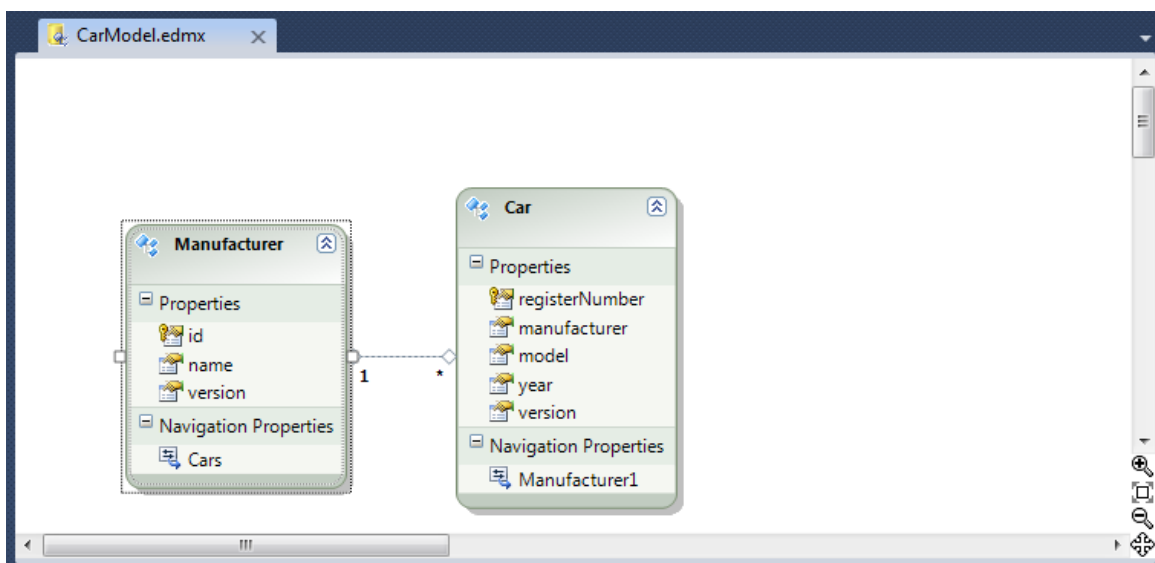 CarModel.edmx
Manufacturer
Properties
id
name
version
Navigation Properties
Cars
1
*
Car
Properties
registerNumber
manufacturer
model
year
version
Navigation Properties
Manufacturer1